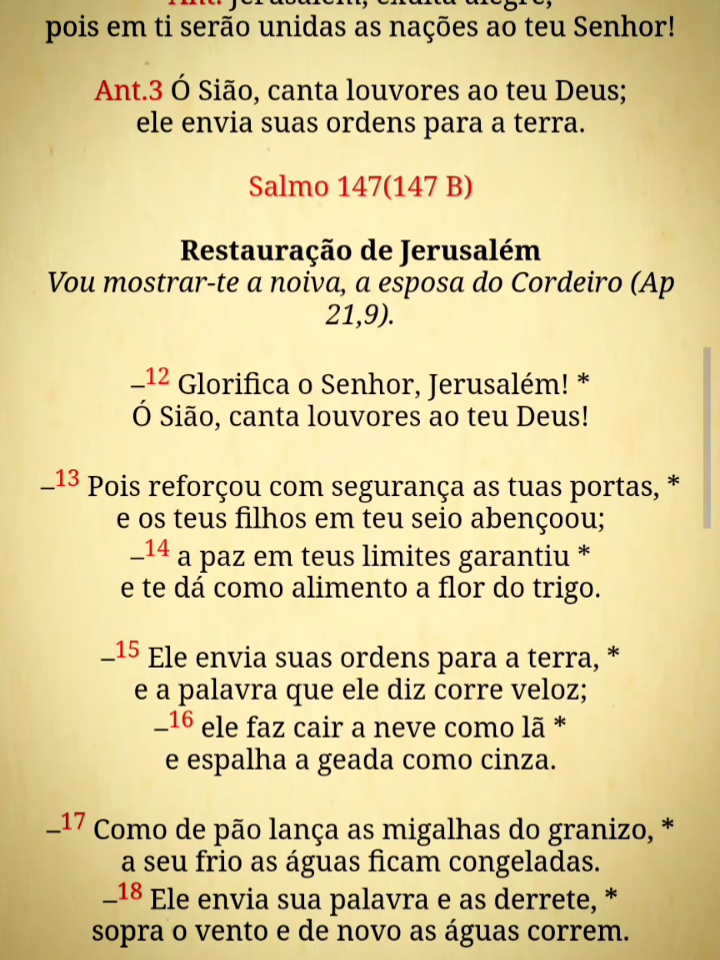 Ant. Jerusalém, exulta alegre,
pois em ti serão unidas as nações ao teu Senhor!
Ant.3 Ó Sião, canta louvores ao teu Deus;
ele envia suas ordens para a terra.
Salmo 147(147 B)
Restauração de Jerusalém
Vou mostrar-te a noiva, a esposa do Cordeiro (Ap
21,9).
–12 Glorifica o Senhor, Jerusalém! *
Ó Sião, canta louvores ao teu Deus!
–13 Pois reforçou com segurança as tuas portas, *
e os teus filhos em teu seio abençoou;
–14 a paz em teus limites garantiu *
e te dá como alimento a flor do trigo.
–15 Ele envia suas ordens para a terra, *
e a palavra que ele diz corre veloz;
–16 ele faz cair a neve como lã *
e espalha a geada como cinza.
–17 Como de pão lança as migalhas do granizo, *
a seu frio as águas ficam congeladas.
–18 Ele envia sua palavra e as derrete, *
sopra o vento e de novo as águas correm.